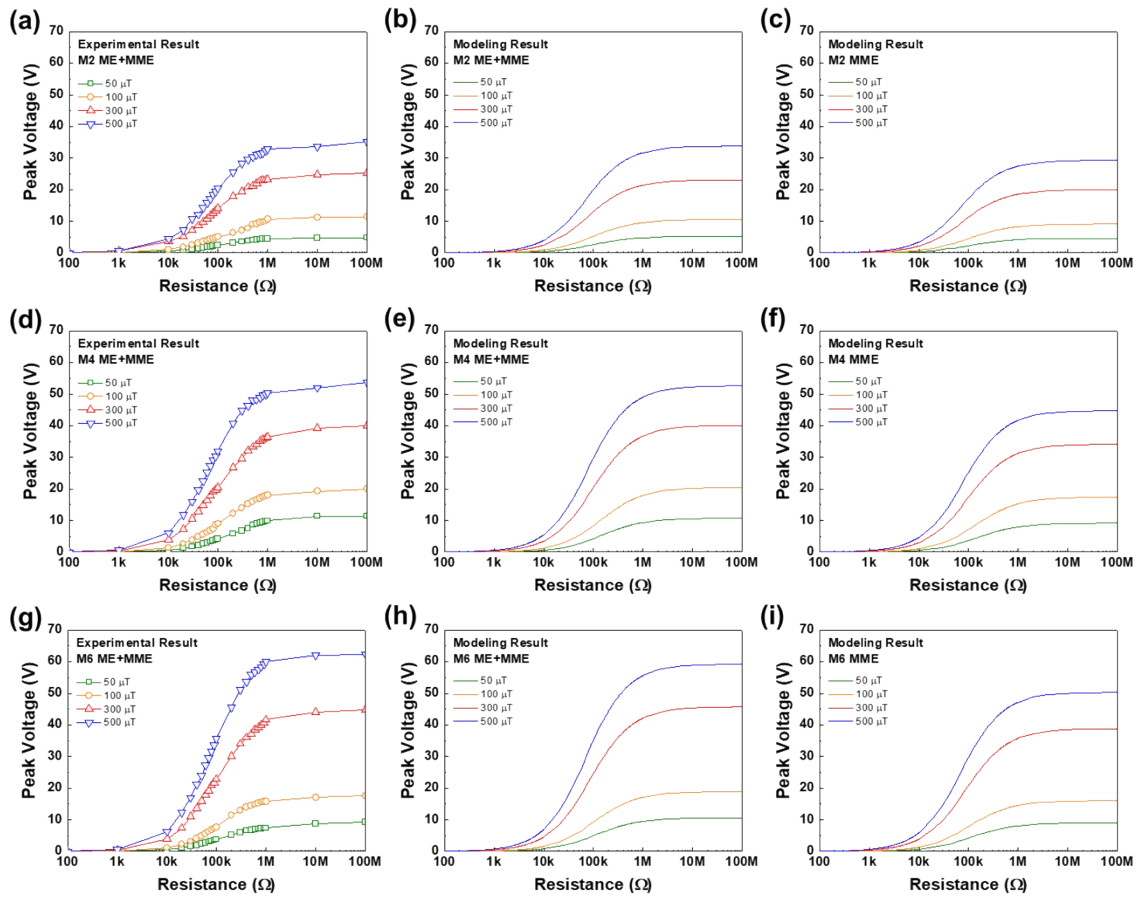 (a)
Experimental Result
M2 ME+MME
50 μT
100 μT
300 μT
500 μT
Peak Voltage (V)
70
60
50
40
30
20
10
0
100 1k 10k 100k 1M 10M 100M
Resistance (Ω)
(b)
Modeling Result
M2 ME+MME
50 μT
100 μT
300 μT
500 μT
Peak Voltage (V)
70
60
50
40
30
20
10
0
100 1k 10k 100k 1M 10M 100M
Resistance (Ω)
(c)
Modeling Result
M2 MME
50 μT
100 μT
300 μT
500 μT
Peak Voltage (V)
70
60
50
40
30
20
10
0
100 1k 10k 100k 1M 10M 100M
Resistance (Ω)
(d)
Experimental Result
M4 ME+MME
50 μT
100 μT
300 μT
500 μT
Peak Voltage (V)
70
60
50
40
30
20
10
0
100 1k 10k 100k 1M 10M 100M
Resistance (Ω)
(e)
Modeling Result
M4 ME+MME
50 μT
100 μT
300 μT
500 μT
Peak Voltage (V)
70
60
50
40
30
20
10
0
100 1k 10k 100k 1M 10M 100M
Resistance (Ω)
(f)
Modeling Result
M4 MME
50 μT
100 μT
300 μT
500 μT
Peak Voltage (V)
70
60
50
40
30
20
10
0
100 1k 10k 100k 1M 10M 100M
Resistance (Ω)
(g)
Experimental Result
M6 ME+MME
50 μT
100 μT
300 μT
500 μT
Peak Voltage (V)
70
60
50
40
30
20
10
0
100 1k 10k 100k 1M 10M 100M
Resistance (Ω)
(h)
Modeling Result
M6 ME+MME
50 μT
100 μT
300 μT
500 μT
Peak Voltage (V)
70
60
50
40
30
20
10
0
100 1k 10k 100k 1M 10M 100M
Resistance (Ω)
(i)
Modeling Result
M6 MME
50 μT
100 μT
300 μT
500 μT
Peak Voltage (V)
70
60
50
40
30
20
10
0
100 1k 10k 100k 1M 10M 100M
Resistance (Ω)